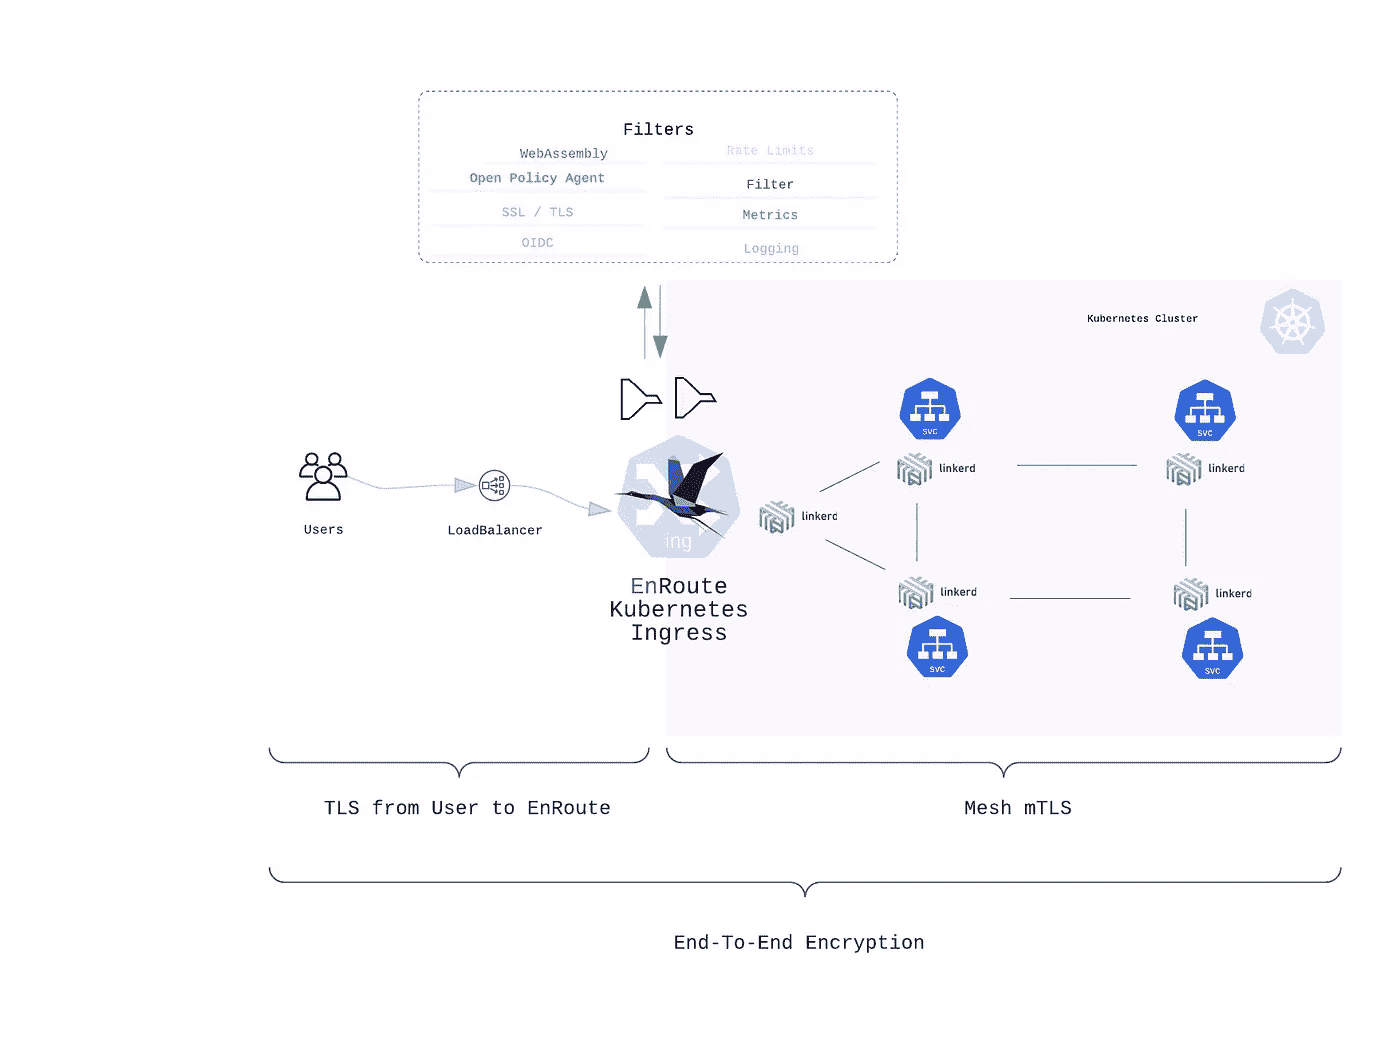 Filters
WebAssembly
Rate Limits
Open Policy Agent
Filter
SSL / TLS
Metrics
OIDC
Logging
Kubernetes Cluster
svc
svc
linkerd
linkerd
Users
LoadBalancer
ing
linkerd
EnRoute
Kubernetes
Ingress
linkerd
linkerd
svc
svc
TLS from User to EnRoute
Mesh mTLS
End-To-End Encryption